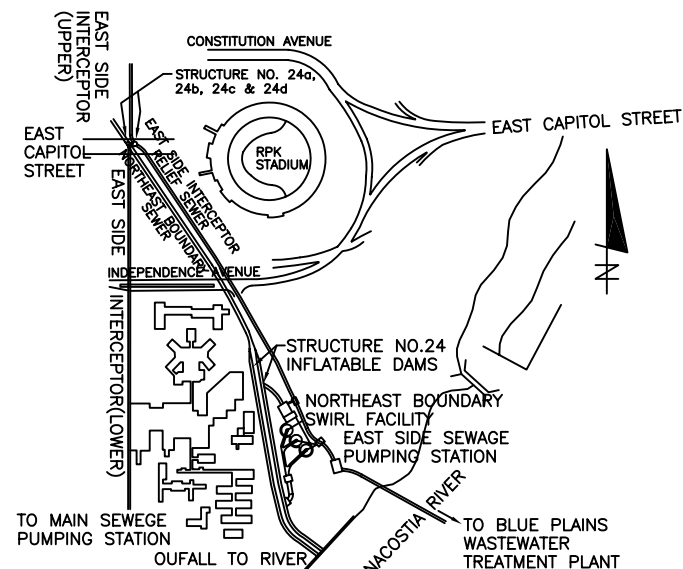 EAST SIDE
INTERCEPTOR
(UPPER)
CONSTITUTION AVENUE
STRUCTURE NO. 24a,
24b, 24c & 24d
EAST CAPITOL STREET
EAST
CAPITOL
STREET
EAST SIDE INTERCEPTOR
RELIEF SEWER
NORTHEAST BOUNDARY
SEWER
RPK
STADIUM
EAST SIDE INTERCEPTOR(LOWER)
INDEPENDENCE AVENUE
N
STRUCTURE NO.24
INFLATABLE DAMS
NORTHEAST BOUNDARY
SWIRL FACILITY
EAST SIDE SEWAGE
PUMPING STATION
TO MAIN SEWEGE
PUMPING STATION
OUFALL TO RIVER
NACOSTIA RIVER
TO BLUE PLAINS
WASTEWATER
TREATMENT PLANT